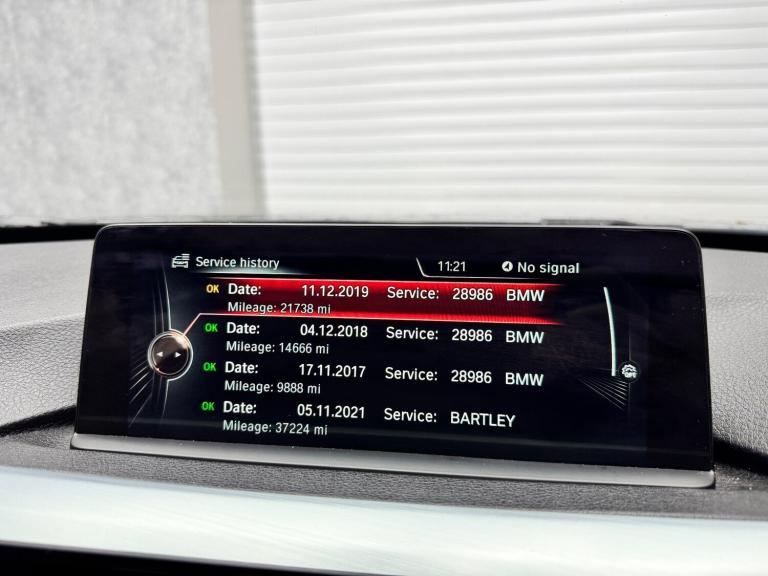 Service history 11:21 No signal
OK Date: 11.12.2019 Service: 28986 BMW
Mileage: 21738 mi
OK Date: 04.12.2018 Service: 28986 BMW
Mileage: 14666 mi
OK Date: 17.11.2017 Service: 28986 BMW
Mileage: 9888 mi
OK Date: 05.11.2021 Service: BARTLEY
Mileage: 37224 mi